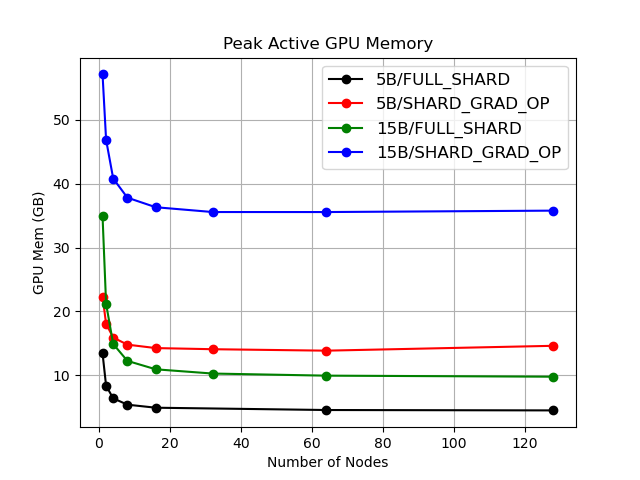 Peak Active GPU Memory
5B/FULL_SHARD
5B/SHARD_GRAD_OP
15B/FULL_SHARD
15B/SHARD_GRAD_OP
GPU Mem (GB)
50
40
30
20
10
0 20 40 60 80 100 120
Number of Nodes